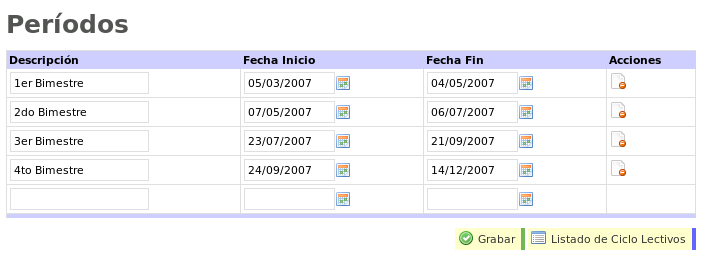 Períodos
Descripción Fecha Inicio Fecha Fin Acciones
1er Bimestre 05/03/2007 04/05/2007
2do Bimestre 07/05/2007 06/07/2007
3er Bimestre 23/07/2007 21/09/2007
4to Bimestre 24/09/2007 14/12/2007
Grabar Listado de Ciclo Lectivos